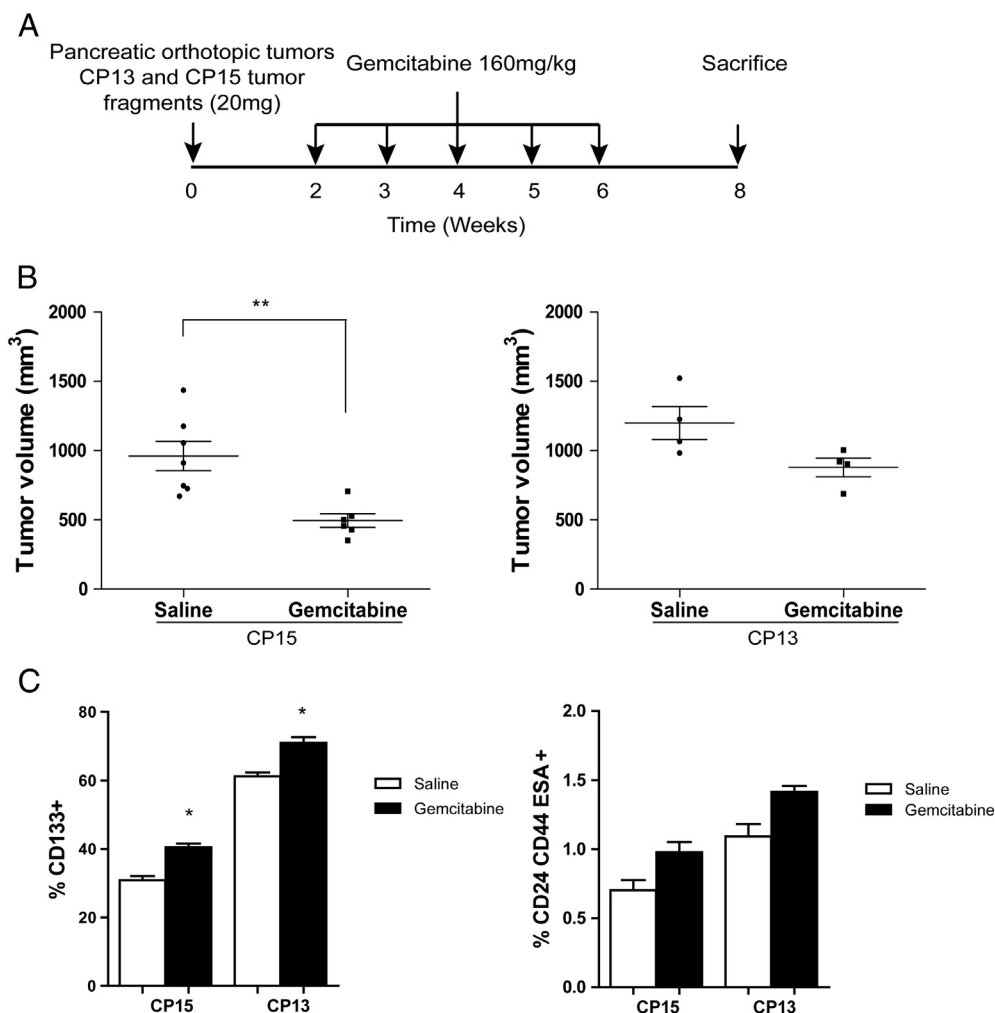 A
Pancreatic orthotopic tumors
CP13 and CP15 tumor
fragments (20mg)
Gemcitabine 160mg/kg
Sacrifice
0 2 3 4 5 6 8
Time (Weeks)
B
Tumor volume (mm³)
2000
1500
1000
500
0
**
Saline Gemcitabine
CP15
Tumor volume (mm³)
2000
1500
1000
500
0
Saline Gemcitabine
CP13
C
% CD133+
80
60
40
20
0
*
*
CP15 CP13
Saline
Gemcitabine
% CD24 CD44 ESA +
2.0
1.5
1.0
0.5
0.0
CP15 CP13
Saline
Gemcitabine